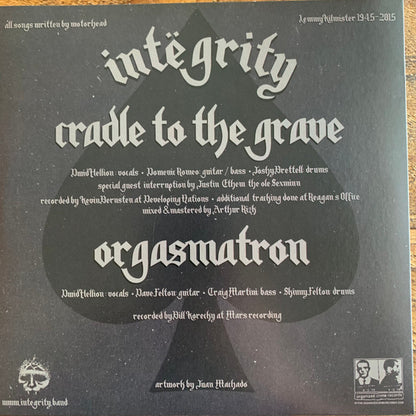 all songs written by motorhead
Lemmy Kilmister 1945-2015
intëgrity
cradle to the grave
Dwid Hellion: vocals • Domenic Romeo: guitar / bass • Joshy Brettell: drums
special guest interruption by Justin Ethem the ole Sexminn
recorded by Kevin Bernsten at Developing Nations • additional tracking done at Reagan's Office
mixed & mastered by Arthur Rizk
orgasmatron
Dwid Hellion: vocals • Dave Felton: guitar • Craig Martini: bass • Skinny Felton: drums
recorded by Bill Korecky at Mars recording
artwork by Juan Machado
www.integrity.band
organized crime records